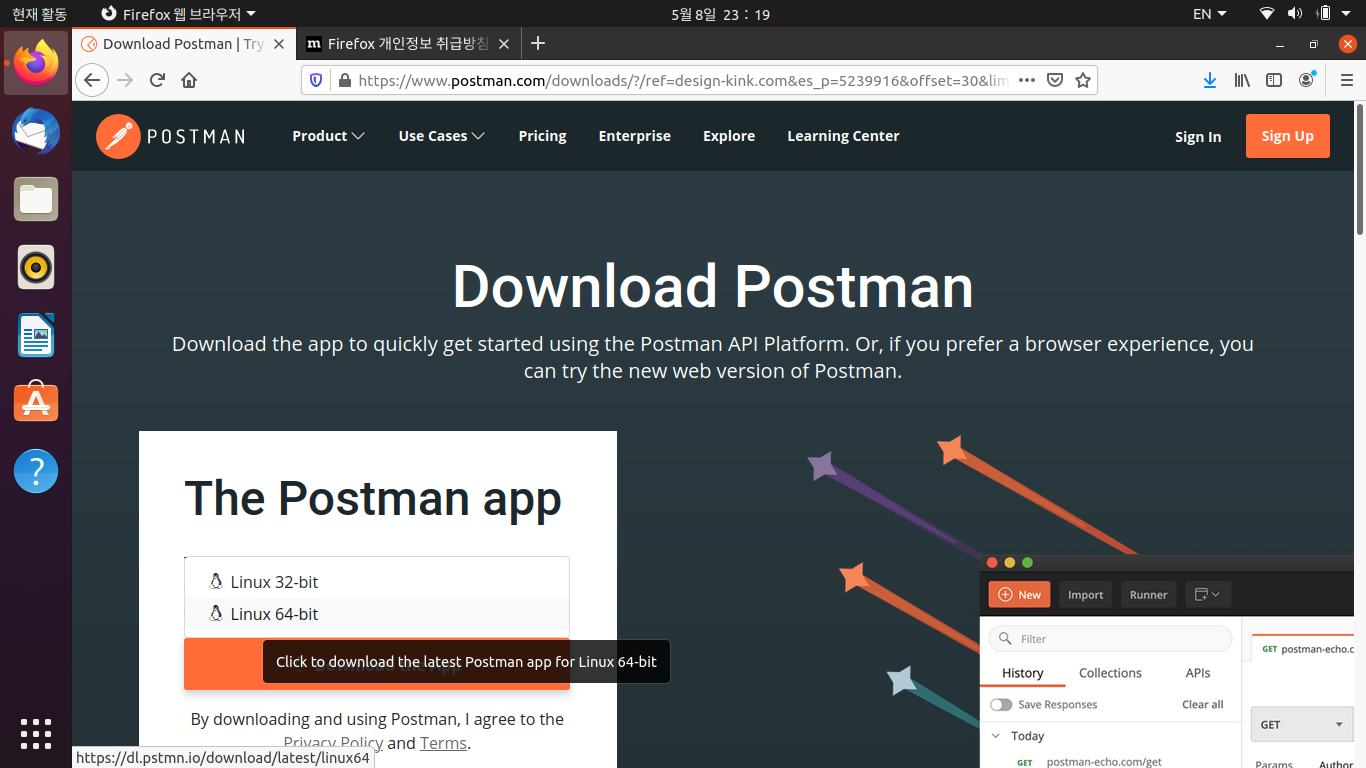 현재 활동
Firefox 웹 브라우저
5월 8일 23：19
EN
Download Postman | Try
Firefox 개인정보 취급방침
https://www.postman.com/downloads/?/ref=design-kink.com&es_p=5239916&offset=30&lim
POSTMAN
Product
Use Cases
Pricing
Enterprise
Explore
Learning Center
Sign In
Sign Up
Download Postman
Download the app to quickly get started using the Postman API Platform. Or, if you prefer a browser experience, you
can try the new web version of Postman.
The Postman app
Linux 32-bit
Linux 64-bit
Click to download the latest Postman app for Linux 64-bit
By downloading and using Postman, I agree to the
Privacy Policy and Terms.
https://dl.pstmn.io/download/latest/linux64
New
Import
Runner
Filter
History
Collections
APIs
Save Responses
Clear all
Today
GET postman-echo.com/get
GET postman-echo.c
GET
Params
Author